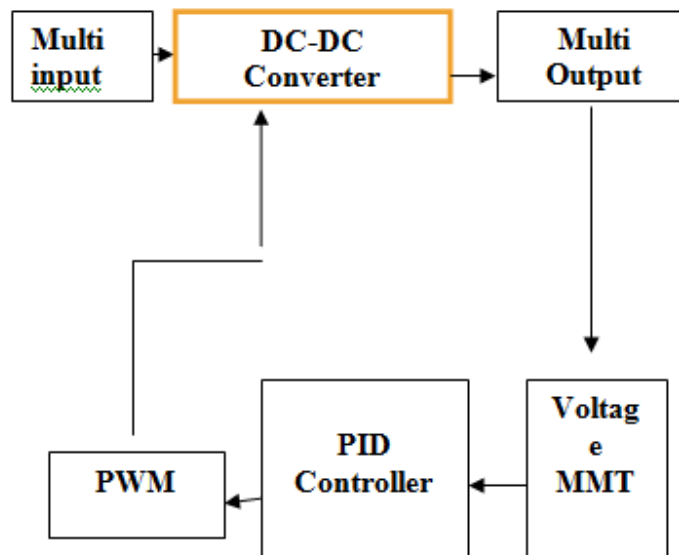 Multi
input
DC-DC
Converter
Multi
Output
Voltag
e
MMT
PID
Controller
PWM